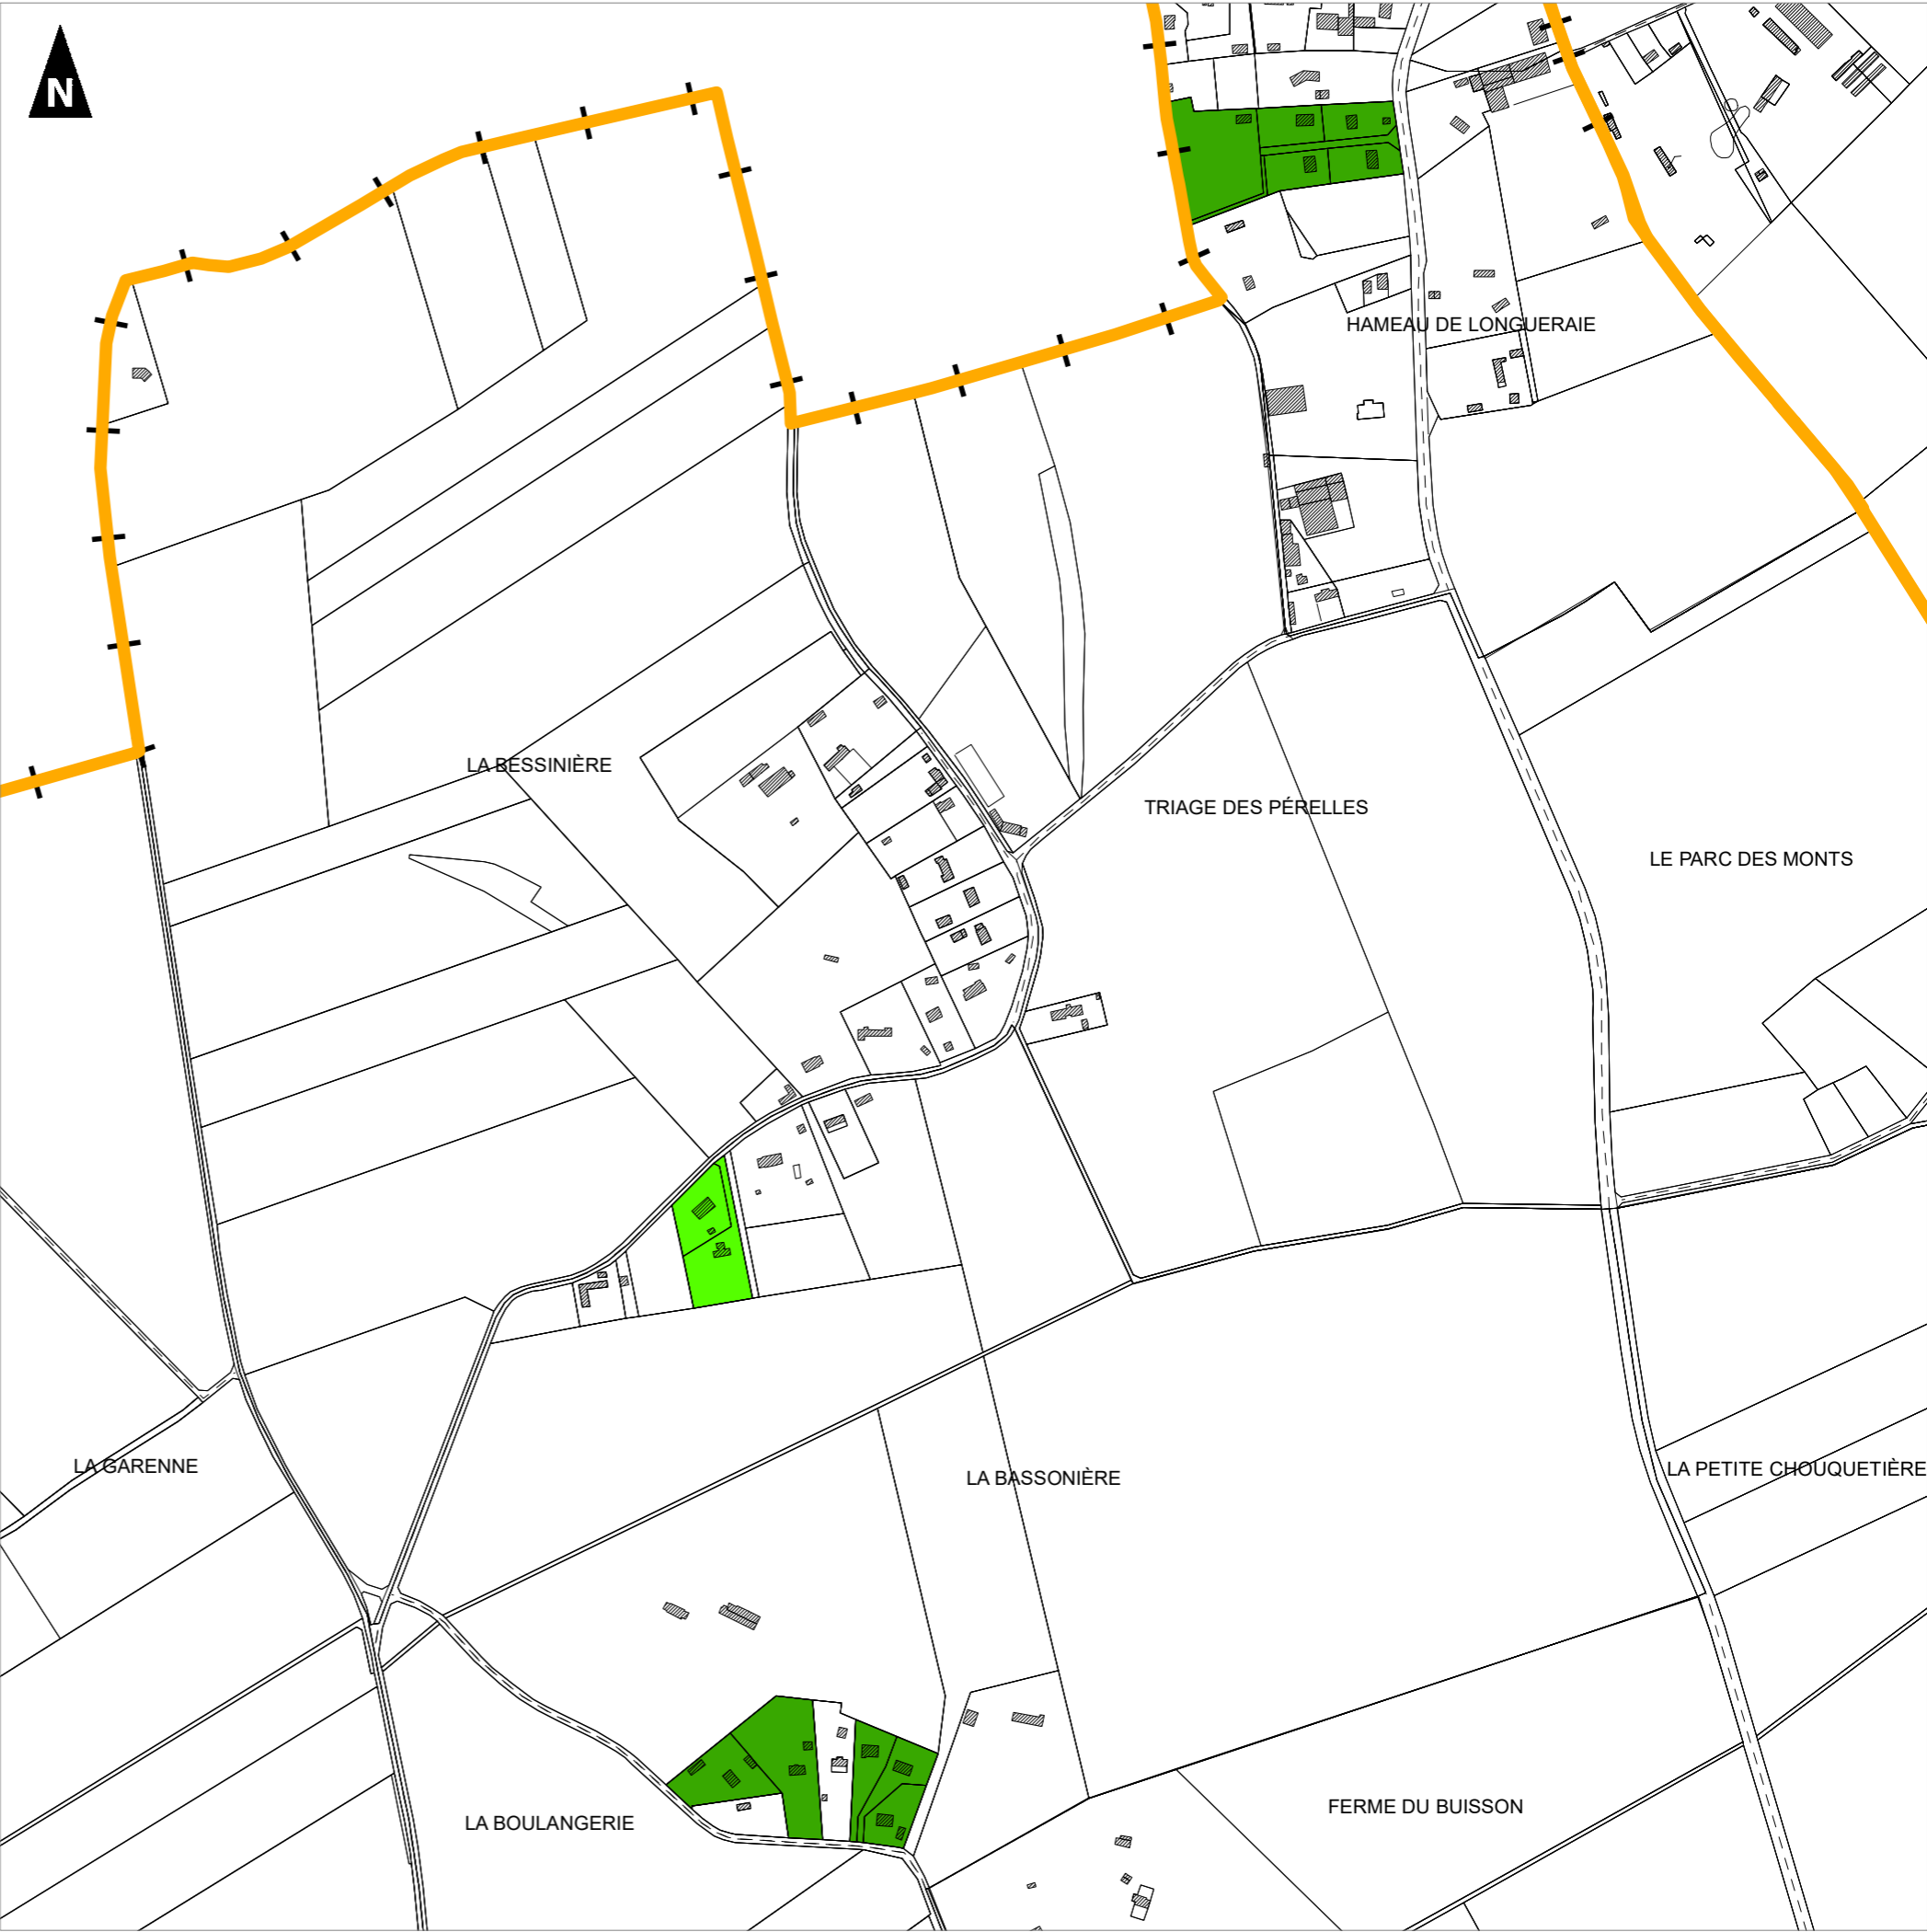 N
HAMEAU DE LONGUERAIE
LA BESSINIÈRE
TRIAGE DES PÉRELLES
LE PARC DES MONTS
LA GARENNE
LA BASSONIÈRE
LA PETITE CHOUQUETIÈRE
LA BOULANGERIE
FERME DU BUISSON